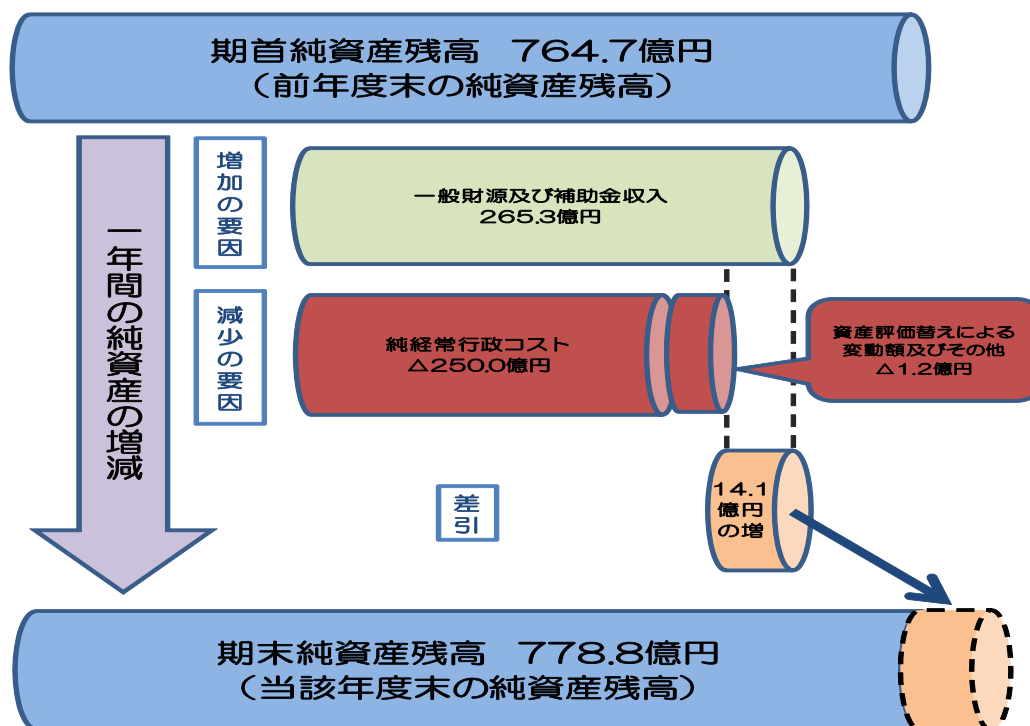 期首純資産残高　764.7億円
（前年度末の純資産残高）
一年間の純資産の増減
増加の要因
一般財源及び補助金収入
265.3億円
減少の要因
純経常行政コスト
△250.0億円
資産評価替えによる
変動額及びその他
△1.2億円
差引
14.1
億円
の増
期末純資産残高　778.8億円
（当該年度末の純資産残高）